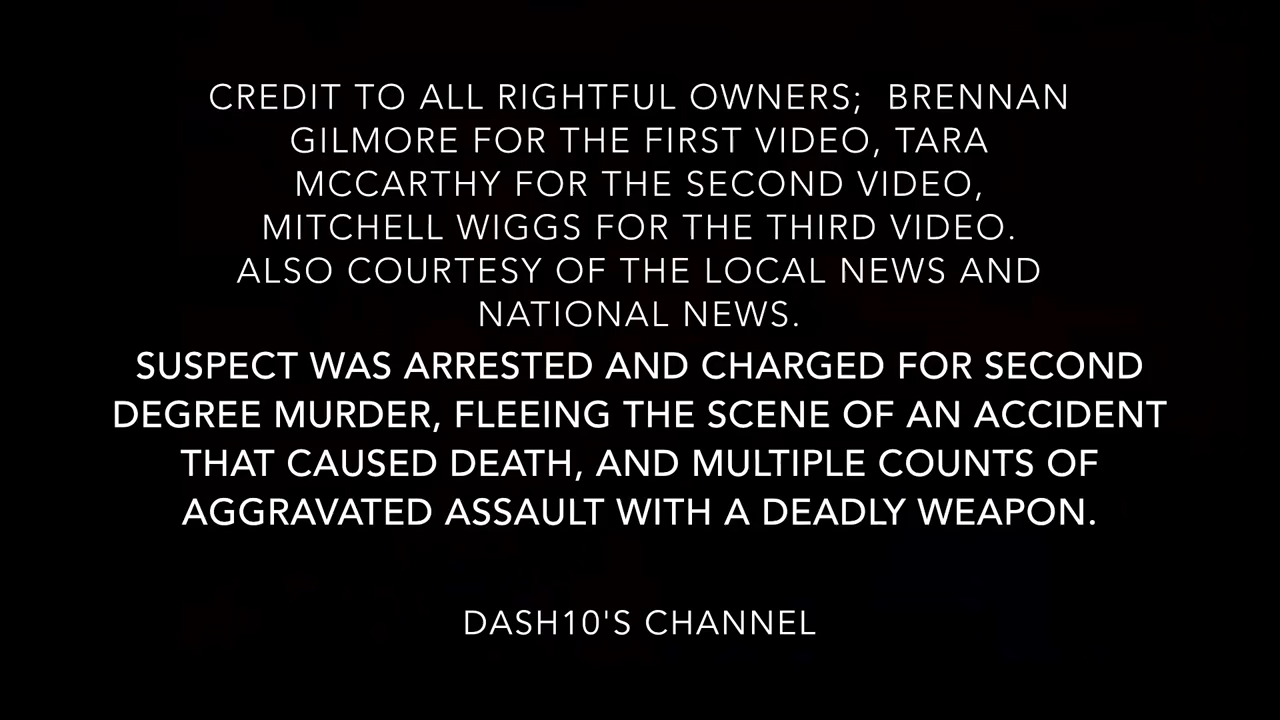 CREDIT TO ALL RIGHTFUL OWNERS;  BRENNAN
GILMORE FOR THE FIRST VIDEO, TARA
MCCARTHY FOR THE SECOND VIDEO,
MITCHELL WIGGS FOR THE THIRD VIDEO.
ALSO COURTESY OF THE LOCAL NEWS AND
NATIONAL NEWS.
SUSPECT WAS ARRESTED AND CHARGED FOR SECOND
DEGREE MURDER, FLEEING THE SCENE OF AN ACCIDENT
THAT CAUSED DEATH, AND MULTIPLE COUNTS OF
AGGRAVATED ASSAULT WITH A DEADLY WEAPON.
DASH10'S CHANNEL